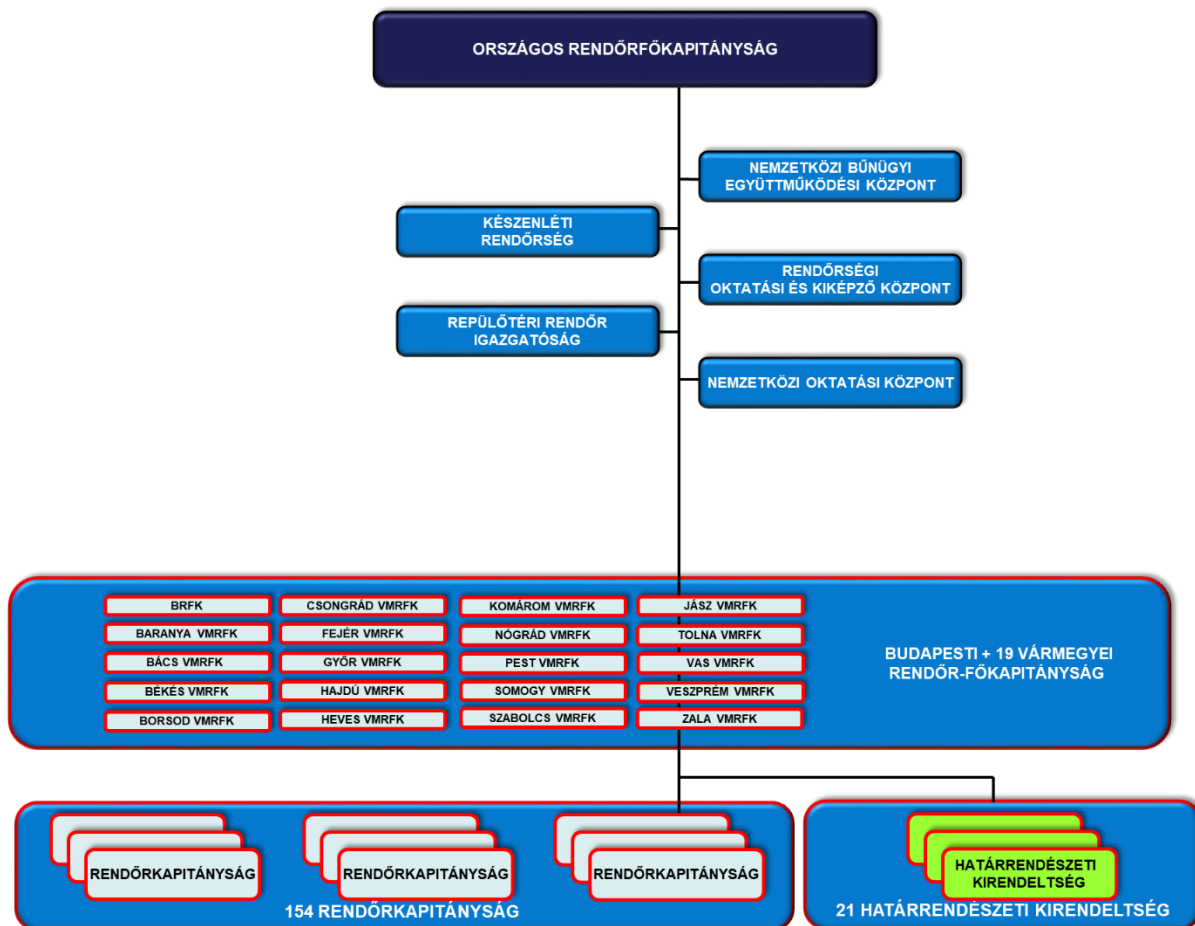 ORSZÁGOS RENDŐRFŐKAPITÁNYSÁG
NEMZETKÖZI BŰNÜGYI
EGYÜTTMŰKÖDÉSI KÖZPONT
KÉSZENLÉTI
RENDŐRSÉG
RENDŐRSÉGI
OKTATÁSI ÉS KIKÉPZŐ KÖZPONT
REPÜLŐTÉRI RENDŐR
IGAZGATÓSÁG
NEMZETKÖZI OKTATÁSI KÖZPONT
BRFK
BARANYA VMRFK
BÁCS VMRFK
BÉKÉS VMRFK
BORSOD VMRFK
CSONGRÁD VMRFK
FEJÉR VMRFK
GYŐR VMRFK
HAJDÚ VMRFK
HEVES VMRFK
KOMÁROM VMRFK
NÓGRÁD VMRFK
PEST VMRFK
SOMOGY VMRFK
SZABOLCS VMRFK
JÁSZ VMRFK
TOLNA VMRFK
VAS VMRFK
VESZPRÉM VMRFK
ZALA VMRFK
BUDAPESTI + 19 VÁRMEGYEI
RENDŐR-FŐKAPITÁNYSÁG
RENDŐRKAPITÁNYSÁG
RENDŐRKAPITÁNYSÁG
RENDŐRKAPITÁNYSÁG
154 RENDŐRKAPITÁNYSÁG
HATÁRRENDÉSZETI
KIRENDELTSÉG
21 HATÁRRENDÉSZETI KIRENDELTSÉG